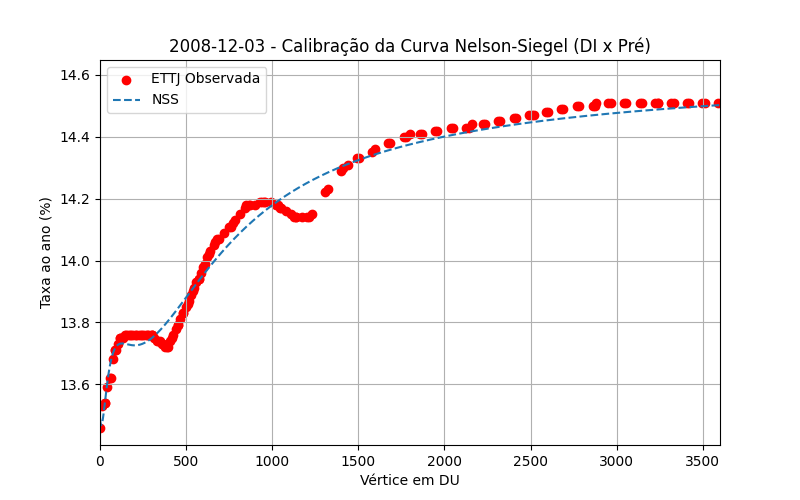 2008-12-03 - Calibração da Curva Nelson-Siegel (DI x Pré)
ETTJ Observada
NSS
Taxa ao ano (%)
14.6
14.4
14.2
14.0
13.8
13.6
0 500 1000 1500 2000 2500 3000 3500
Vértice em DU